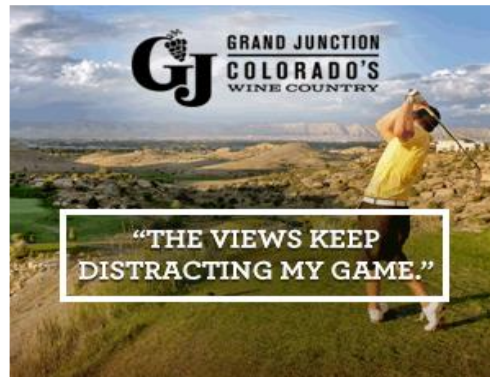 GJ
GRAND JUNCTION
COLORADO'S
WINE COUNTRY
“THE VIEWS KEEP
DISTRACTING MY GAME.”